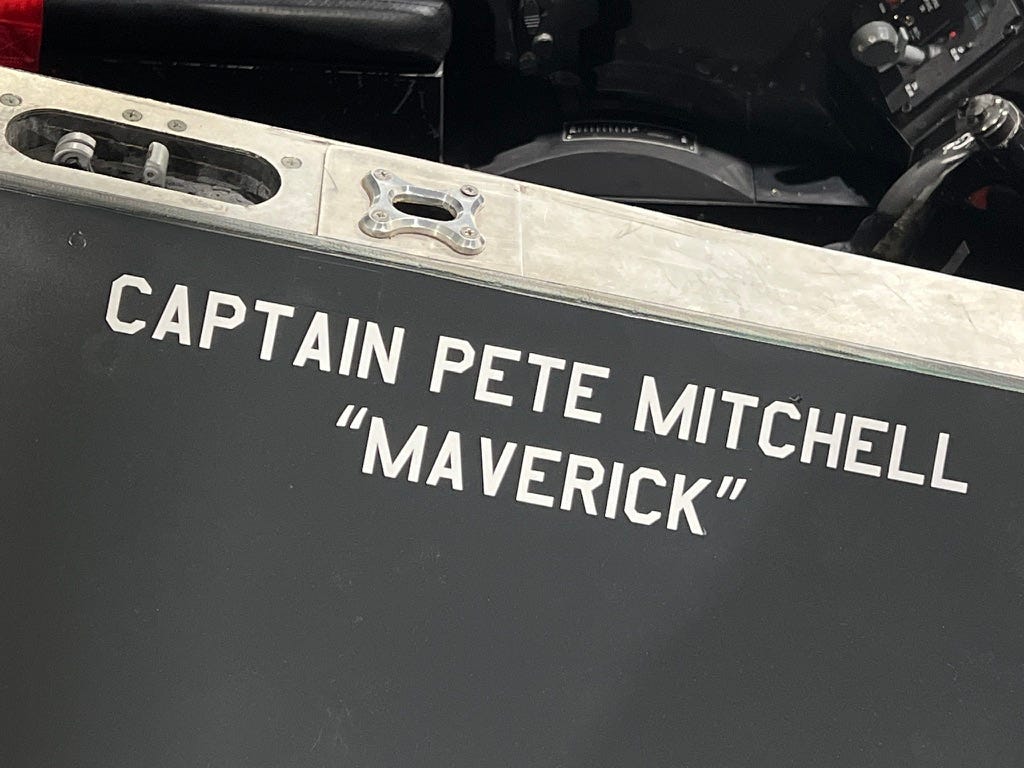 CAPTAIN PETE MITCHELL
“MAVERICK”